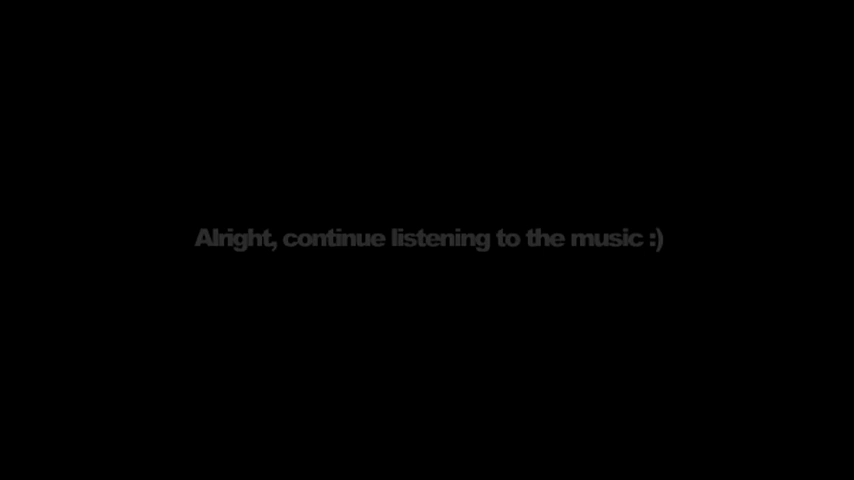 Alright, continue listening to the music :)